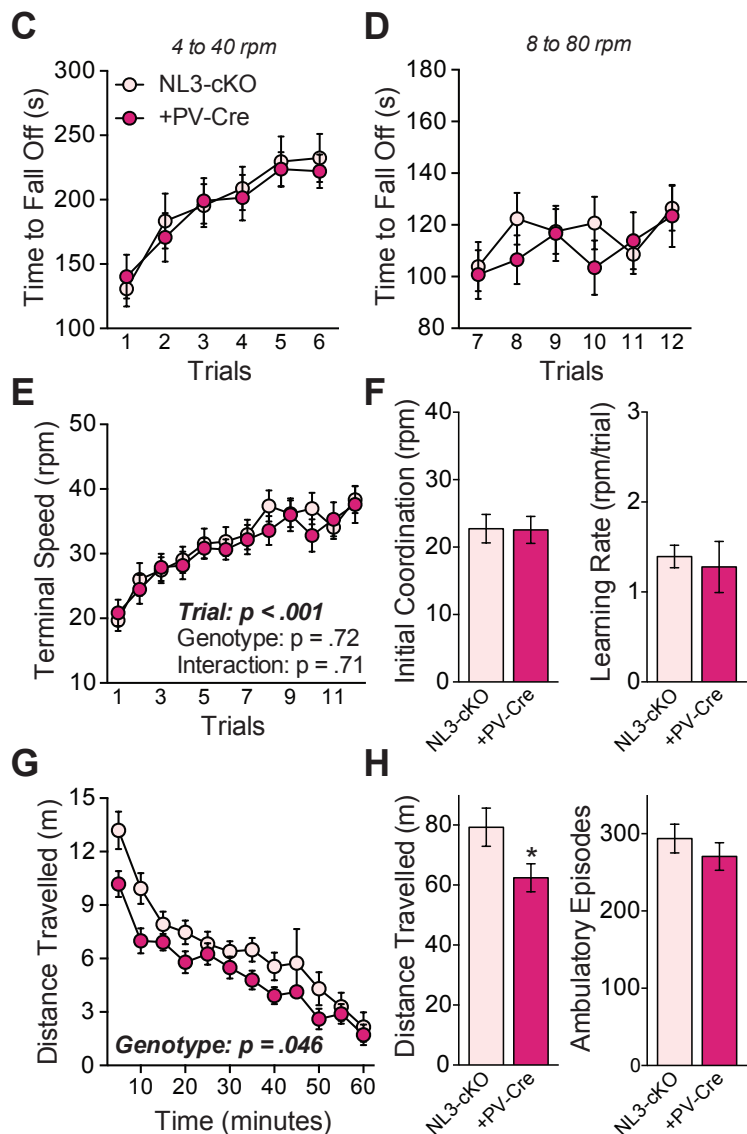 C
4 to 40 rpm
Time to Fall Off (s)
300
250
200
150
100
NL3-cKO
+PV-Cre
1 2 3 4 5 6
Trials
D
8 to 80 rpm
Time to Fall Off (s)
180
160
140
120
100
80
7 8 9 10 11 12
Trials
E
Terminal Speed (rpm)
50
40
30
20
10
Trial: p < .001
Genotype: p = .72
Interaction: p = .71
1 3 5 7 9 11
Trials
F
Initial Coordination (rpm)
40
30
20
10
0
NL3-cKO
+PV-Cre
Learning Rate (rpm/trial)
3
2
1
0
NL3-cKO
+PV-Cre
G
Distance Travelled (m)
15
12
9
6
3
0
Genotype: p = .046
10 20 30 40 50 60
Time (minutes)
H
Distance Travelled (m)
80
60
40
20
0
*
NL3-cKO
+PV-Cre
Ambulatory Episodes
300
200
100
0
NL3-cKO
+PV-Cre